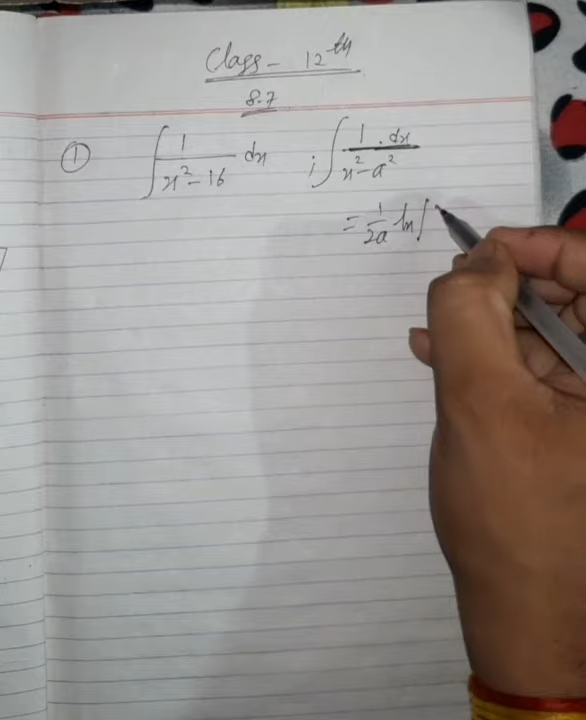 Class - 12th
8.7
① ∫ 1/(x² - 16) dx ; ∫ 1 . dx/(x² - a²)
= 1/2a ln |